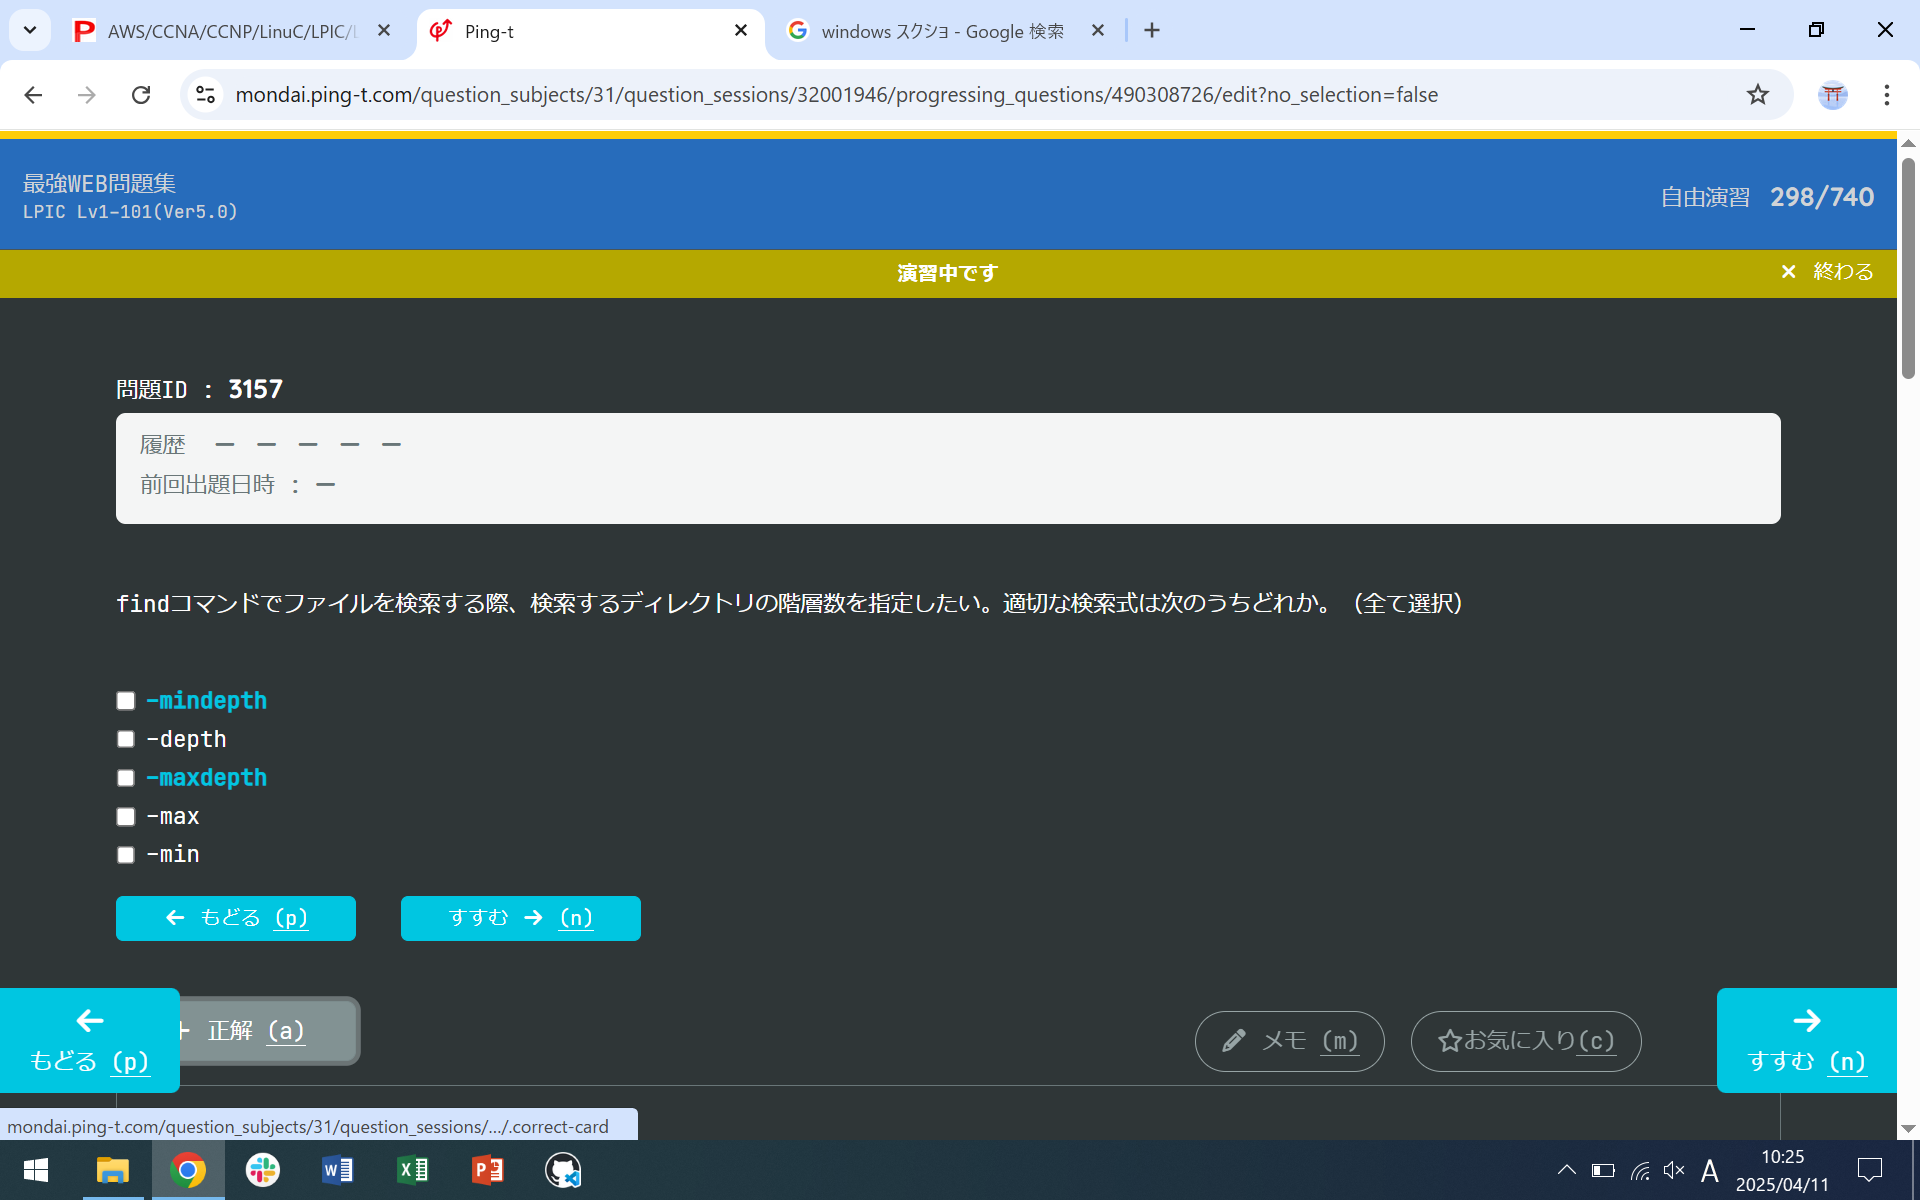 AWS/CCNA/CCNP/LinuC/LPIC/
Ping-t
windows スクショ - Google 検索
mondai.ping-t.com/question_subjects/31/question_sessions/32001946/progressing_questions/490308726/edit?no_selection=false
最強WEB問題集
LPIC Lv1-101(Ver5.0)
自由演習 298/740
演習中です
× 終わる
問題ID : 3157
履歴 ー ー ー ー ー
前回出題日時 : ー
findコマンドでファイルを検索する際、検索するディレクトリの階層数を指定したい。適切な検索式は次のうちどれか。（全て選択）
-mindepth
-depth
-maxdepth
-max
-min
← もどる (p)
すすむ → (n)
← もどる (p)
正解 (a)
メモ (m)
☆お気に入り(c)
→ すすむ (n)
mondai.ping-t.com/question_subjects/31/question_sessions/.../.correct-card
A
10:25
2025/04/11